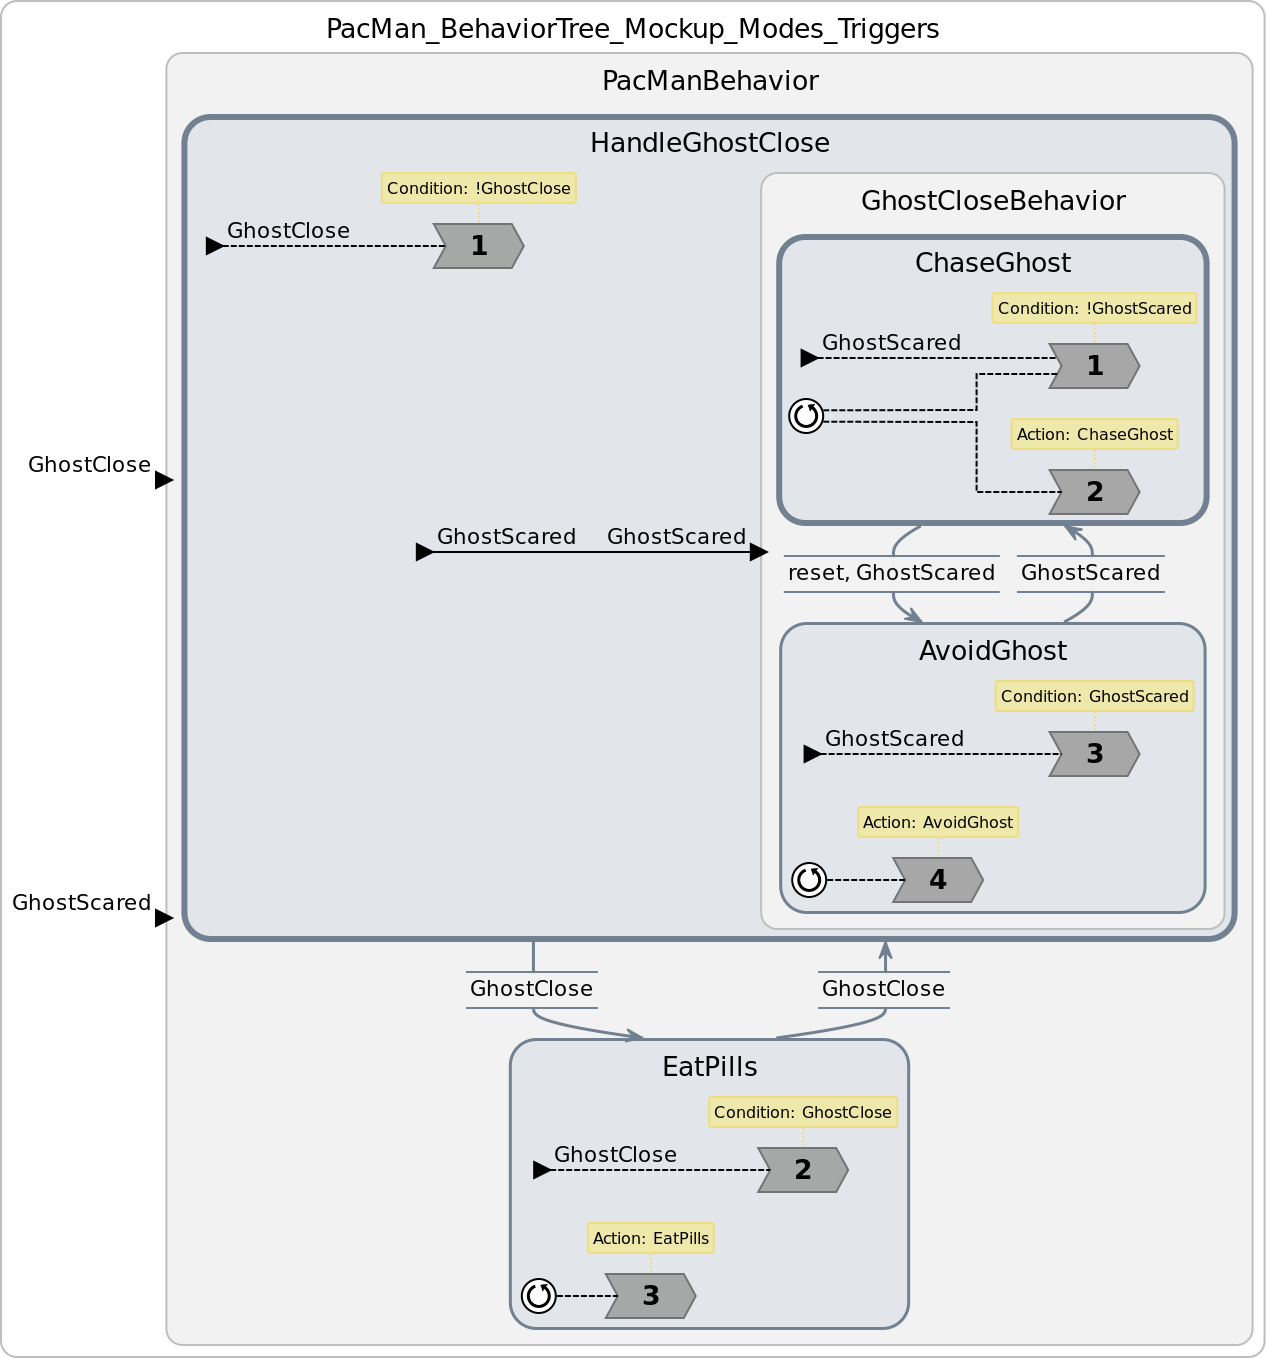 PacMan_BehaviorTree_Mockup_Modes_Triggers
PacManBehavior
HandleGhostClose
Condition: !GhostClose
GhostClose
1
GhostCloseBehavior
ChaseGhost
Condition: !GhostScared
GhostScared
1
Action: ChaseGhost
2
GhostClose
GhostScared GhostScared
reset, GhostScared
GhostScared
AvoidGhost
Condition: GhostScared
GhostScared
3
Action: AvoidGhost
4
GhostScared
GhostClose
GhostClose
EatPills
Condition: GhostClose
GhostClose
2
Action: EatPills
3